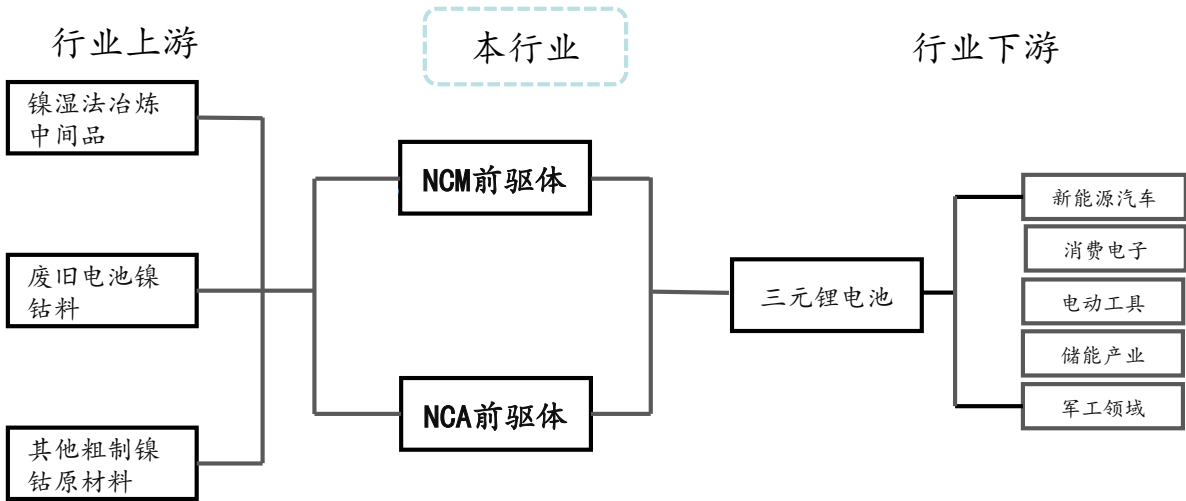 行业上游
本行业
行业下游
镍湿法冶炼
中间品
废旧电池镍
钴料
其他粗制镍
钴原材料
NCM前驱体
NCA前驱体
三元锂电池
新能源汽车
消费电子
电动工具
储能产业
军工领域